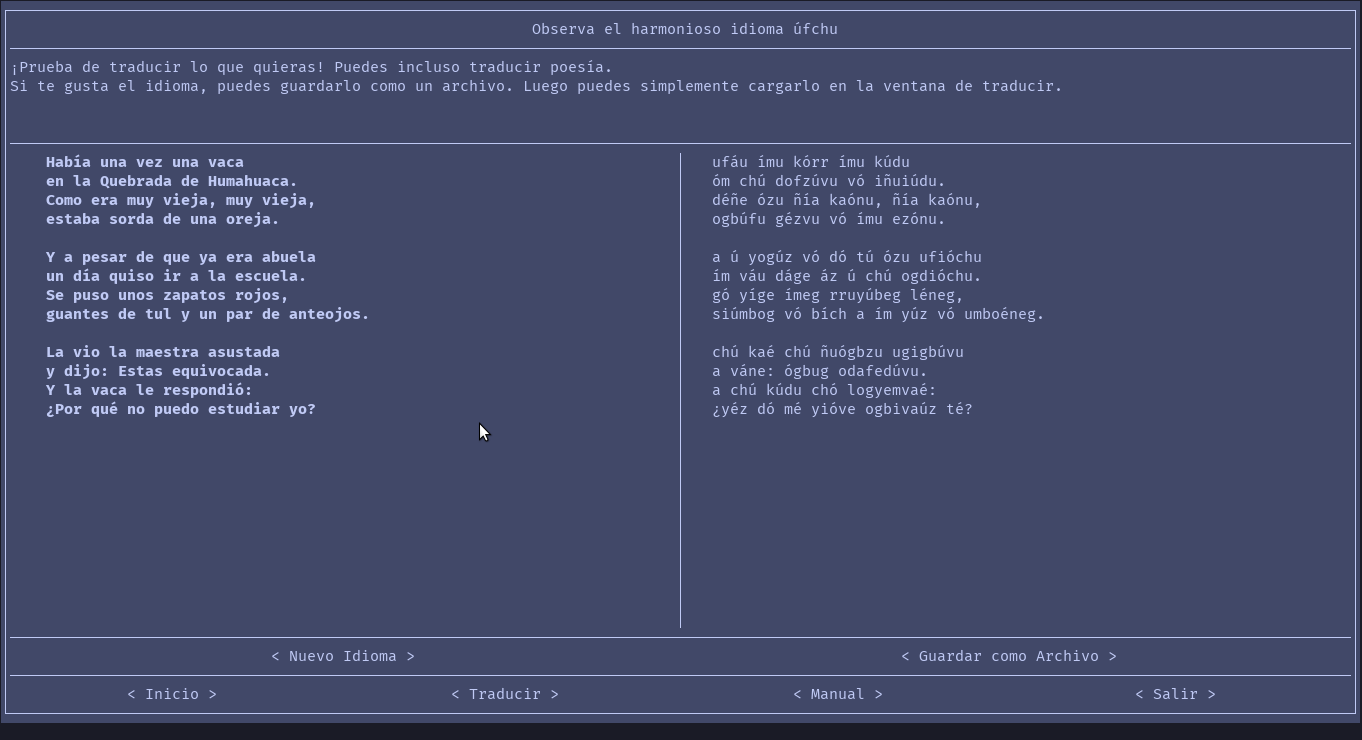 Observa el harmonioso idioma úfchu
¡Prueba de traducir lo que quieras! Puedes incluso traducir poesía.
Si te gusta el idioma, puedes guardarlo como un archivo. Luego puedes simplemente cargarlo en la ventana de traducir.
Había una vez una vaca
en la Quebrada de Humahuaca.
Como era muy vieja, muy vieja,
estaba sorda de una oreja.
Y a pesar de que ya era abuela
un día quiso ir a la escuela.
Se puso unos zapatos rojos,
guantes de tul y un par de anteojos.
La vio la maestra asustada
y dijo: Estas equivocada.
Y la vaca le respondió:
¿Por qué no puedo estudiar yo?
ufáu ímu kórr ímu kúdu
óm chú dofzúvu vó iñuiúdu.
déñe ózu ñía kaónu, ñía kaónu,
ogbúfu gézvu vó ímu ezónu.
a ú yogúz vó dó tú ózu ufióchu
ím váu dáge áz ú chú ogdióchu.
gó yíge ímeg rruyúbeg léneg,
siúmbog vó bích a ím yúz vó umboéneg.
chú kaé chú ñuógbzu ugigbúvu
a váne: ógbug odafedúvu.
a chú kúdu chó logyemvaé:
¿yéz dó mé yióve ogbivaúz té?
< Nuevo Idioma >
< Guardar como Archivo >
< Inicio >
< Traducir >
< Manual >
< Salir >